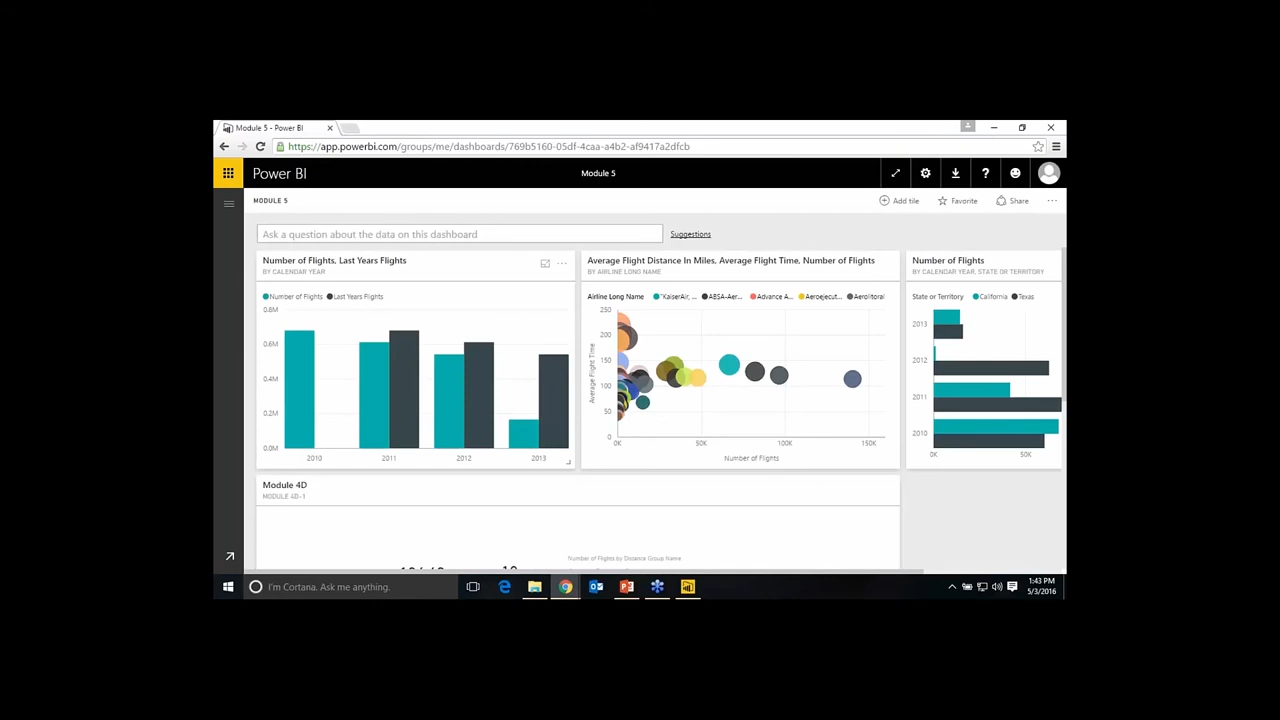 Module 5 - Power BI
https://app.powerbi.com/groups/me/dashboards/769b5160-05df-4caa-a4b2-af9417a2dfcb
Power BI
Module 5
MODULE 5
Add tile
Favorite
Share
Ask a question about the data on this dashboard
Suggestions
Number of Flights, Last Years Flights
BY CALENDAR YEAR
Number of Flights Last Years Flights
0.8M
0.6M
0.4M
0.2M
0.0M
2010 2011 2012 2013
Average Flight Distance In Miles, Average Flight Time, Number of Flights
BY AIRLINE LONG NAME
Airline Long Name "KaiserAir, ... ABSA-Aer... Advance A... Aeroejecut... Aerolitoral
Average Flight Time
250
200
150
100
50
0
0K 50K 100K 150K
Number of Flights
Number of Flights
BY CALENDAR YEAR, STATE OR TERRITORY
State or Territory California Texas
2013
2012
2011
2010
0K 50K
Module 4D
MODULE 4D-1
Number of Flights by Distance Group Name
I'm Cortana. Ask me anything.
1:43 PM
5/3/2016